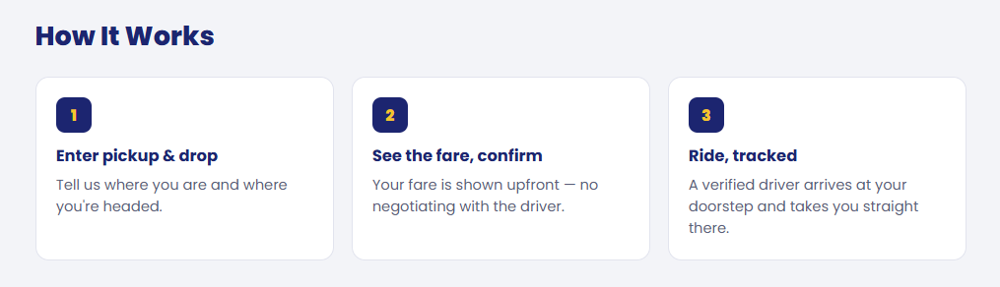 How It Works
1
Enter pickup & drop
Tell us where you are and where
you're headed.
2
See the fare, confirm
Your fare is shown upfront — no
negotiating with the driver.
3
Ride, tracked
A verified driver arrives at your
doorstep and takes you straight
there.